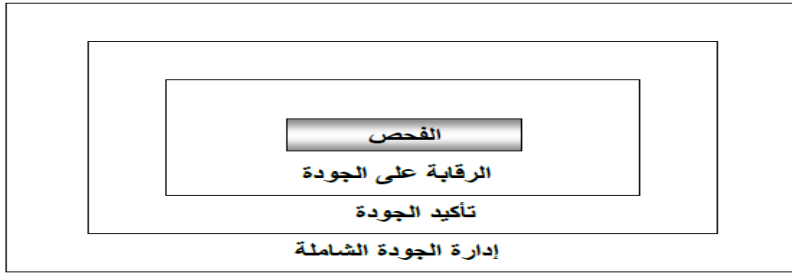 الفحص
الرقابة على الجودة
تأكيد الجودة
إدارة الجودة الشاملة